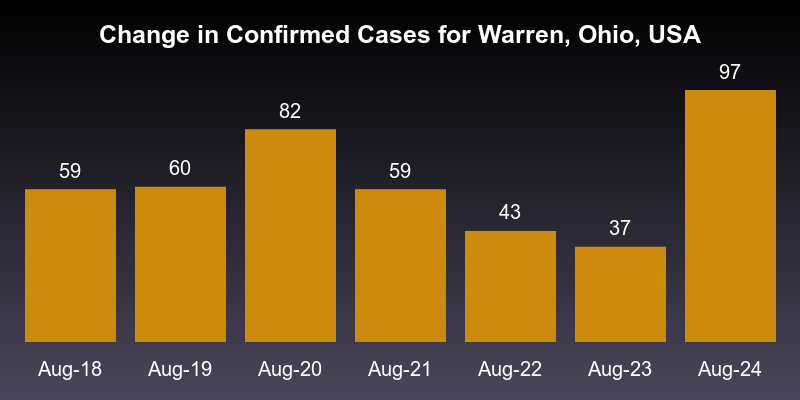 Change in Confirmed Cases for Warren, Ohio, USA
59 60 82 59 43 37 97
Aug-18 Aug-19 Aug-20 Aug-21 Aug-22 Aug-23 Aug-24